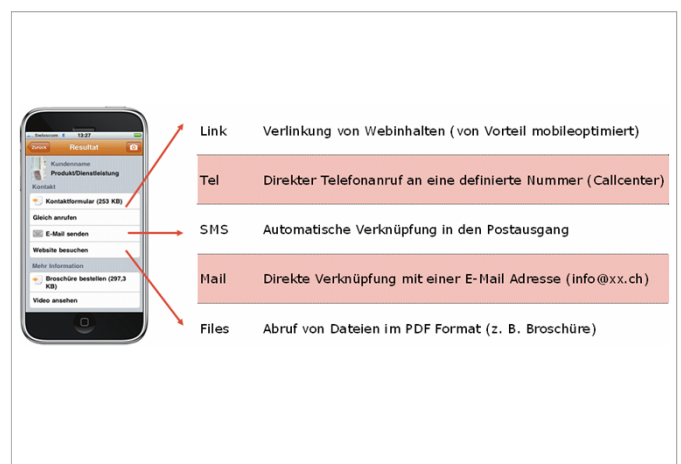 Swisscom 13:27
Zurück Resultat
Kundenname
Produkt/Dienstleistung
Kontakt
Kontaktformular (253 KB)
Gleich anrufen
E-Mail senden
Website besuchen
Mehr Information
Broschüre bestellen (297,3
KB)
Video ansehen
Link Verlinkung von Webinhalten (von Vorteil mobileoptimiert)
Tel Direkter Telefonanruf an eine definierte Nummer (Callcenter)
SMS Automatische Verknüpfung in den Postausgang
Mail Direkte Verknüpfung mit einer E-Mail Adresse (info@xx.ch)
Files Abruf von Dateien im PDF Format (z. B. Broschüre)